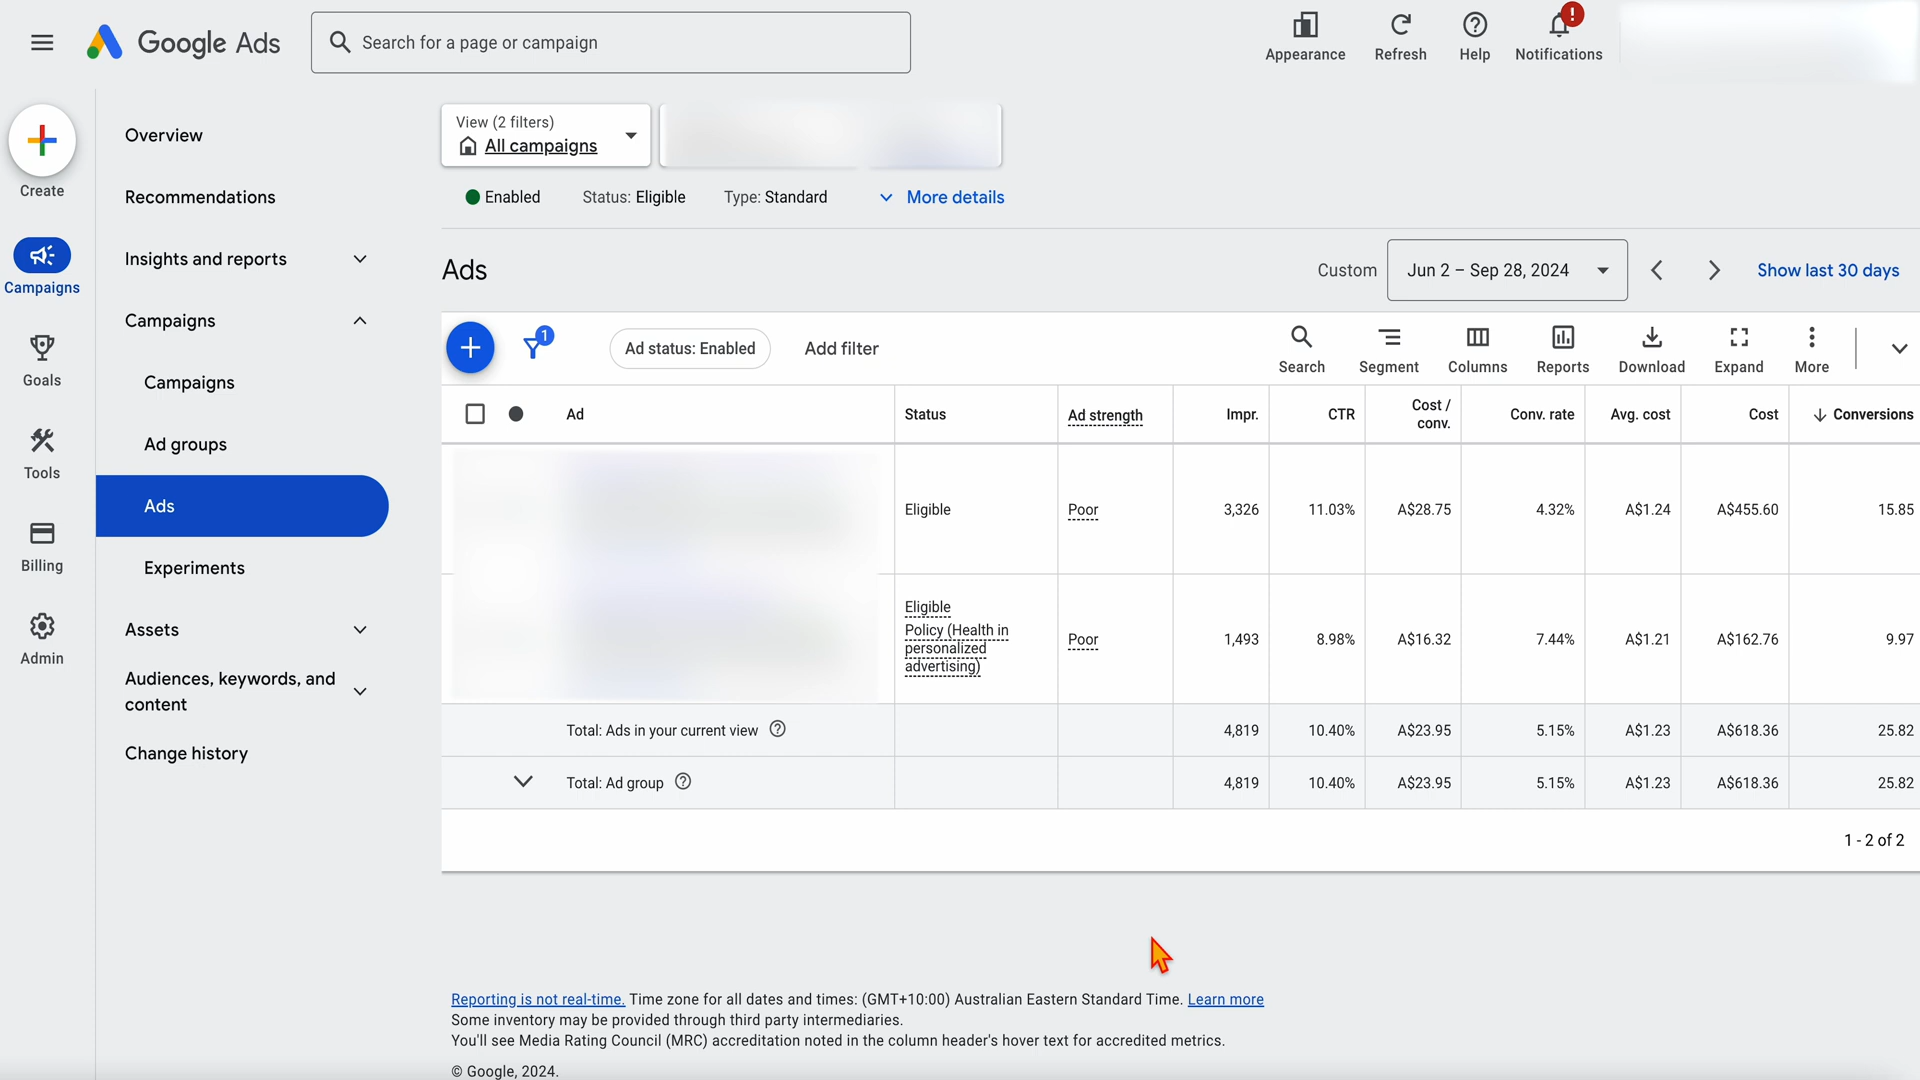 Google Ads
Search for a page or campaign
Appearance
Refresh
Help
!
Notifications
Create
Campaigns
Goals
Tools
Billing
Admin
Overview
Recommendations
Insights and reports
Campaigns
Campaigns
Ad groups
Ads
Experiments
Assets
Audiences, keywords, and
content
Change history
View (2 filters)
All campaigns
Enabled Status: Eligible Type: Standard More details
Ads
Custom Jun 2 – Sep 28, 2024 Show last 30 days
1
Ad status: Enabled Add filter
Search Segment Columns Reports Download Expand More
Ad Status Ad strength Impr. CTR Cost / conv. Conv. rate Avg. cost Cost Conversions
Eligible Poor 3,326 11.03% A$28.75 4.32% A$1.24 A$455.60 15.85
Eligible
Policy (Health in
personalized
advertising)
Poor 1,493 8.98% A$16.32 7.44% A$1.21 A$162.76 9.97
Total: Ads in your current view 4,819 10.40% A$23.95 5.15% A$1.23 A$618.36 25.82
Total: Ad group 4,819 10.40% A$23.95 5.15% A$1.23 A$618.36 25.82
1 - 2 of 2
Reporting is not real-time. Time zone for all dates and times: (GMT+10:00) Australian Eastern Standard Time. Learn more
Some inventory may be provided through third party intermediaries.
You'll see Media Rating Council (MRC) accreditation noted in the column header's hover text for accredited metrics.
© Google, 2024.